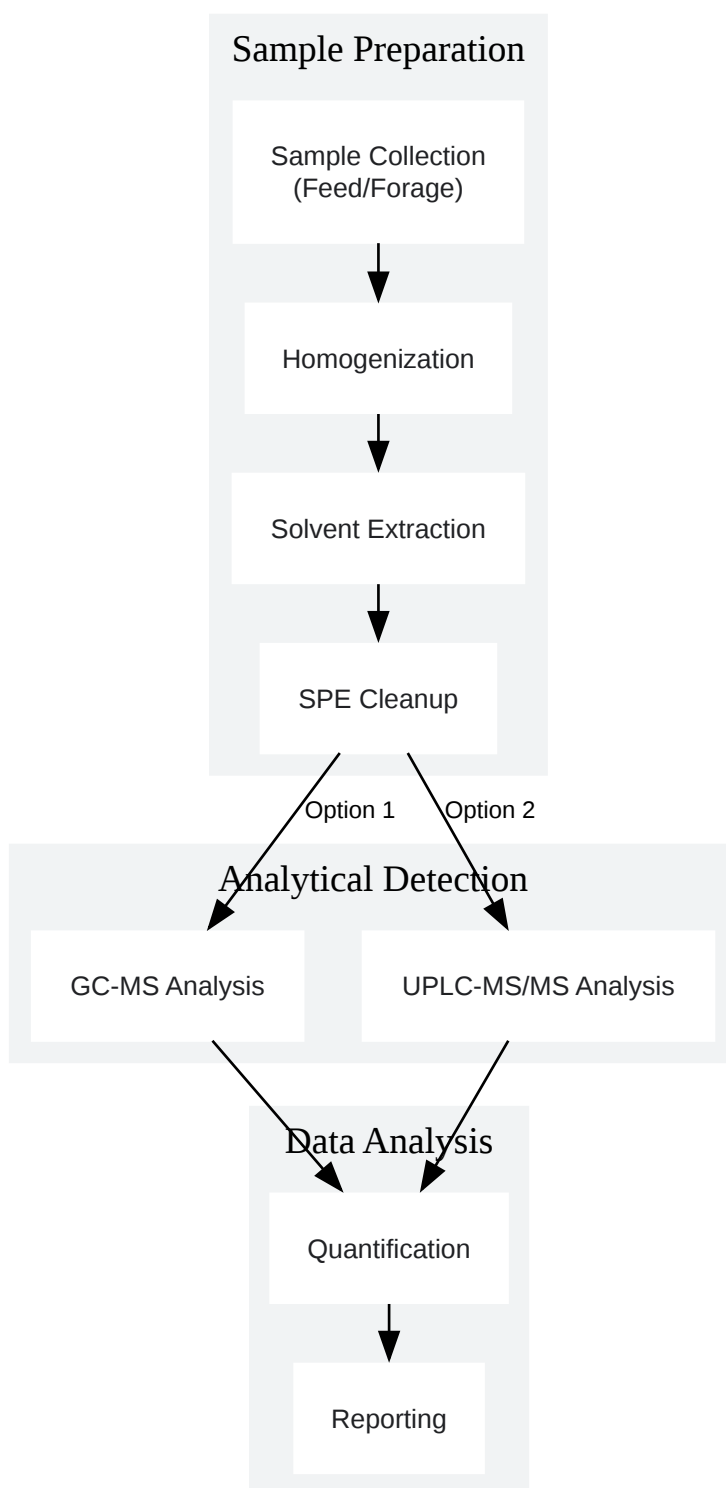 Sample Preparation
Sample Collection
(Feed/Forage)
Homogenization
Solvent Extraction
SPE Cleanup
Option 1
Option 2
Analytical Detection
GC-MS Analysis
UPLC-MS/MS Analysis
Data Analysis
Quantification
Reporting